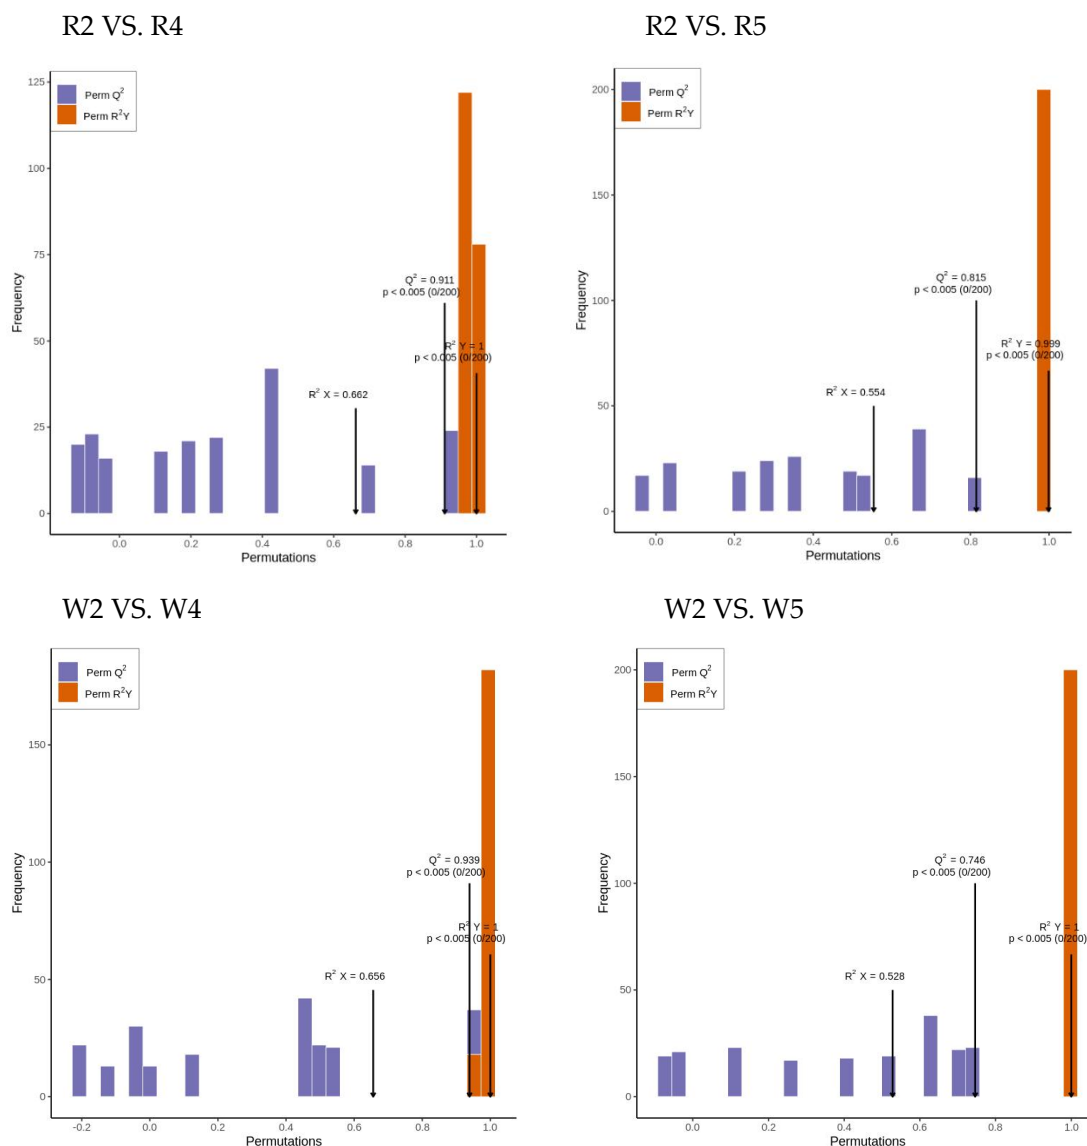 R2 VS. R4
Perm Q²
Perm R²Y
125
100
75
50
25
0
Frequency
Q² = 0.911
p < 0.005 (0/200)
R² Y = 1
p < 0.005 (0/200)
R² X = 0.662
0.0 0.2 0.4 0.6 0.8 1.0
Permutations
R2 VS. R5
Perm Q²
Perm R²Y
200
150
100
50
0
Frequency
Q² = 0.815
p < 0.005 (0/200)
R² Y = 0.999
p < 0.005 (0/200)
R² X = 0.554
0.0 0.2 0.4 0.6 0.8 1.0
Permutations
W2 VS. W4
Perm Q²
Perm R²Y
150
100
50
0
Frequency
Q² = 0.939
p < 0.005 (0/200)
R² Y = 1
p < 0.005 (0/200)
R² X = 0.656
-0.2 0.0 0.2 0.4 0.6 0.8 1.0
Permutations
W2 VS. W5
Perm Q²
Perm R²Y
200
150
100
50
0
Frequency
Q² = 0.746
p < 0.005 (0/200)
R² Y = 1
p < 0.005 (0/200)
R² X = 0.528
0.0 0.2 0.4 0.6 0.8 1.0
Permutations